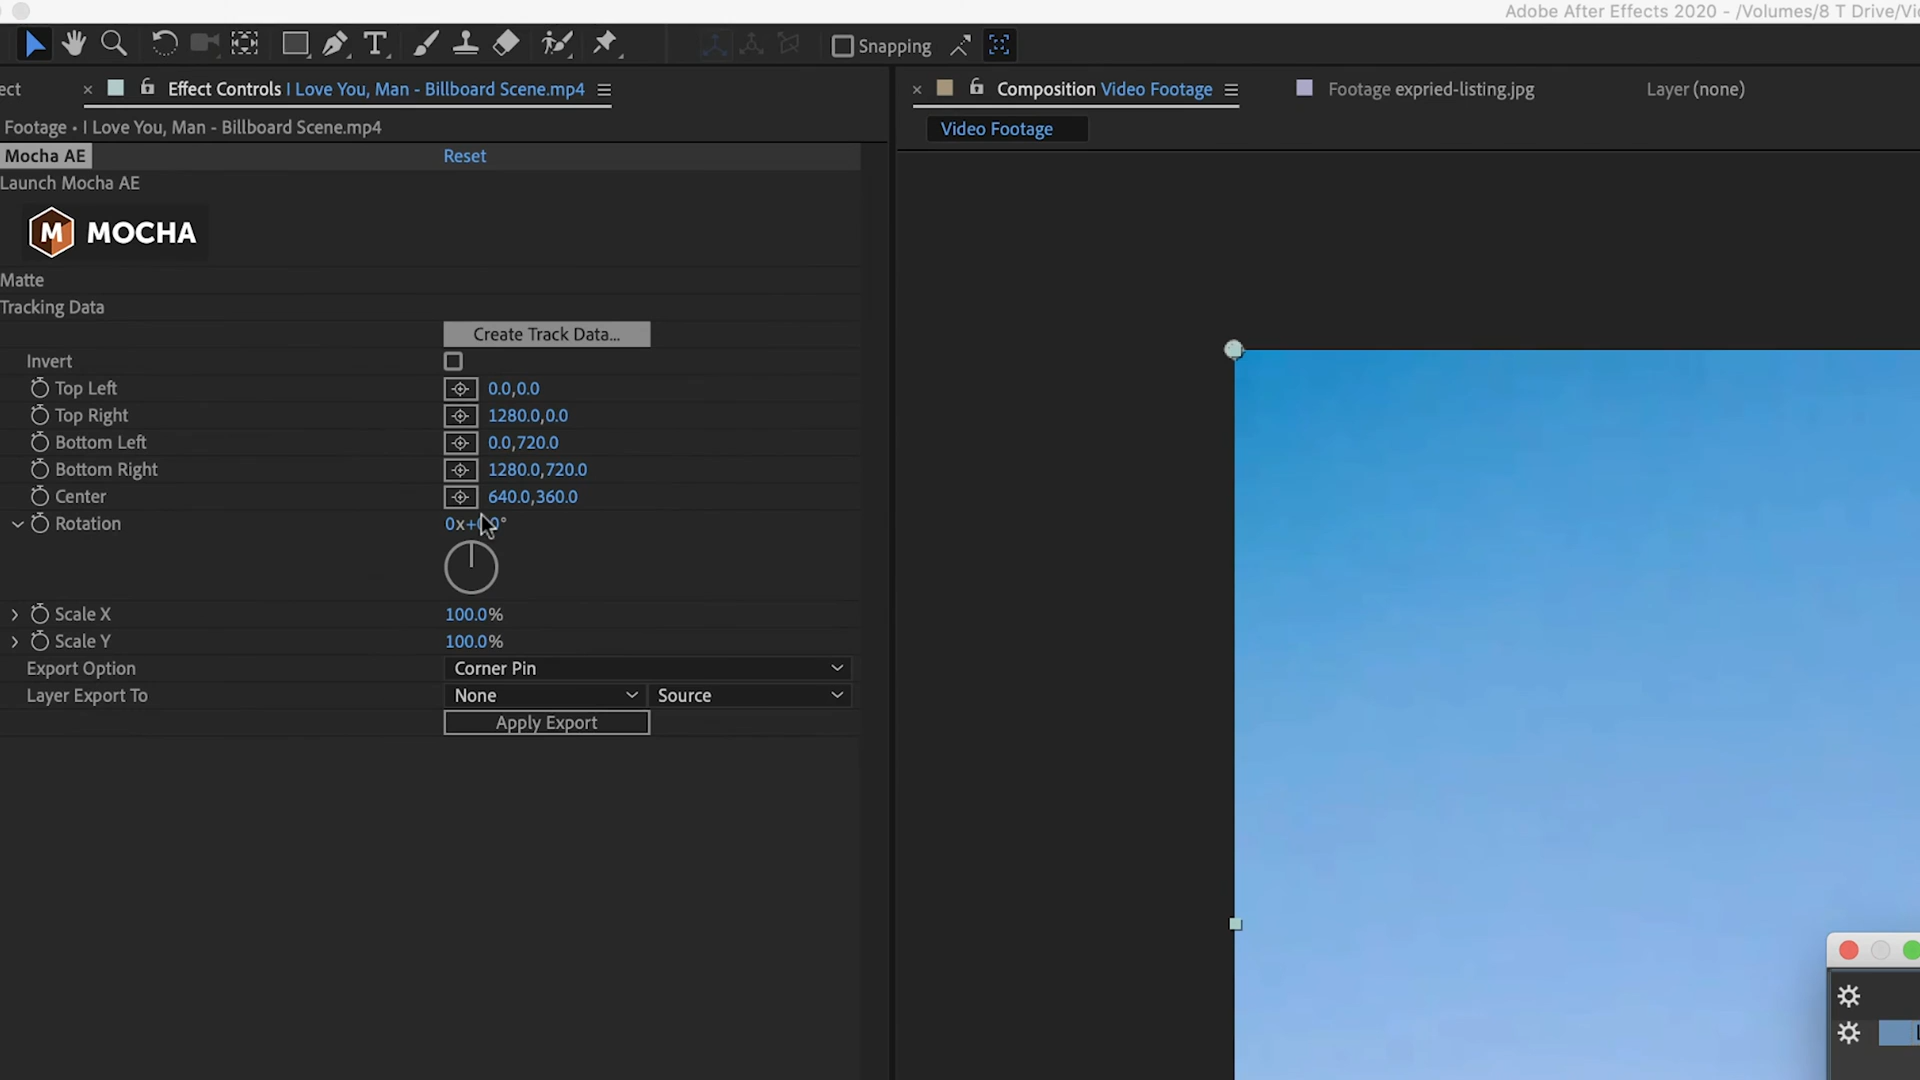 Adobe After Effects 2020 - /Volumes/8 T Drive/Vi
Snapping
ect
× Effect Controls I Love You, Man - Billboard Scene.mp4
× Composition Video Footage
Footage expried-listing.jpg
Layer (none)
Footage • I Love You, Man - Billboard Scene.mp4
Video Footage
Mocha AE Reset
Launch Mocha AE
M MOCHA
Matte
Tracking Data
Create Track Data...
Invert
Top Left 0.0,0.0
Top Right 1280.0,0.0
Bottom Left 0.0,720.0
Bottom Right 1280.0,720.0
Center 640.0,360.0
Rotation 0x+0.0°
Scale X 100.0%
Scale Y 100.0%
Export Option Corner Pin
Layer Export To None Source
Apply Export